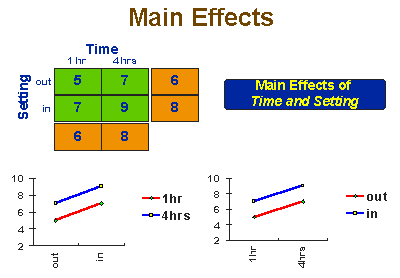 Main Effects
Time
1 hr 4hrs
Setting
out 5 7 6
in 7 9 8
6 8
Main Effects of
Time and Setting
10
8
6
4
2
out in
1hr
4hrs
10
8
6
4
2
1hr 4hrs
out
in